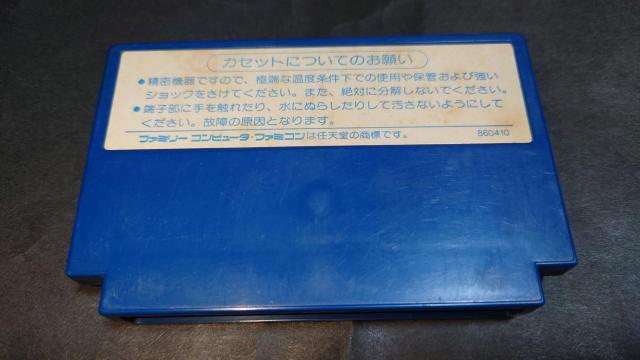 カセットについてのお願い
●精密機器ですので、極端な温度条件下での使用や保管および強い
ショックをさけてください。また、絶対に分解しないでください。
●端子部に手を触れたり、水にぬらしたりして汚さないようにして
ください。故障の原因となります。
ファミリー コンピュータ・ファミコンは任天堂の商標です。 860410